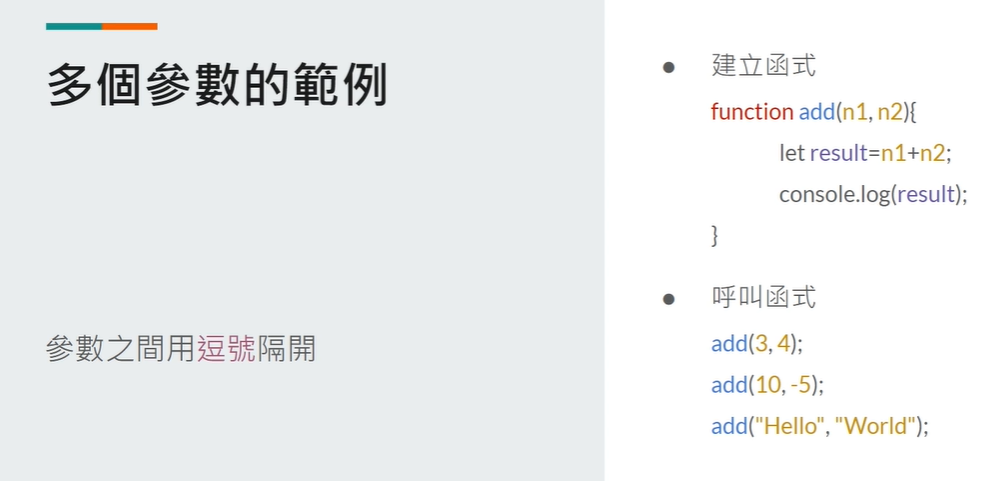 多個參數的範例
參數之間用逗號隔開
● 建立函式
function add(n1, n2){
let result=n1+n2;
console.log(result);
}
● 呼叫函式
add(3, 4);
add(10, -5);
add("Hello", "World");